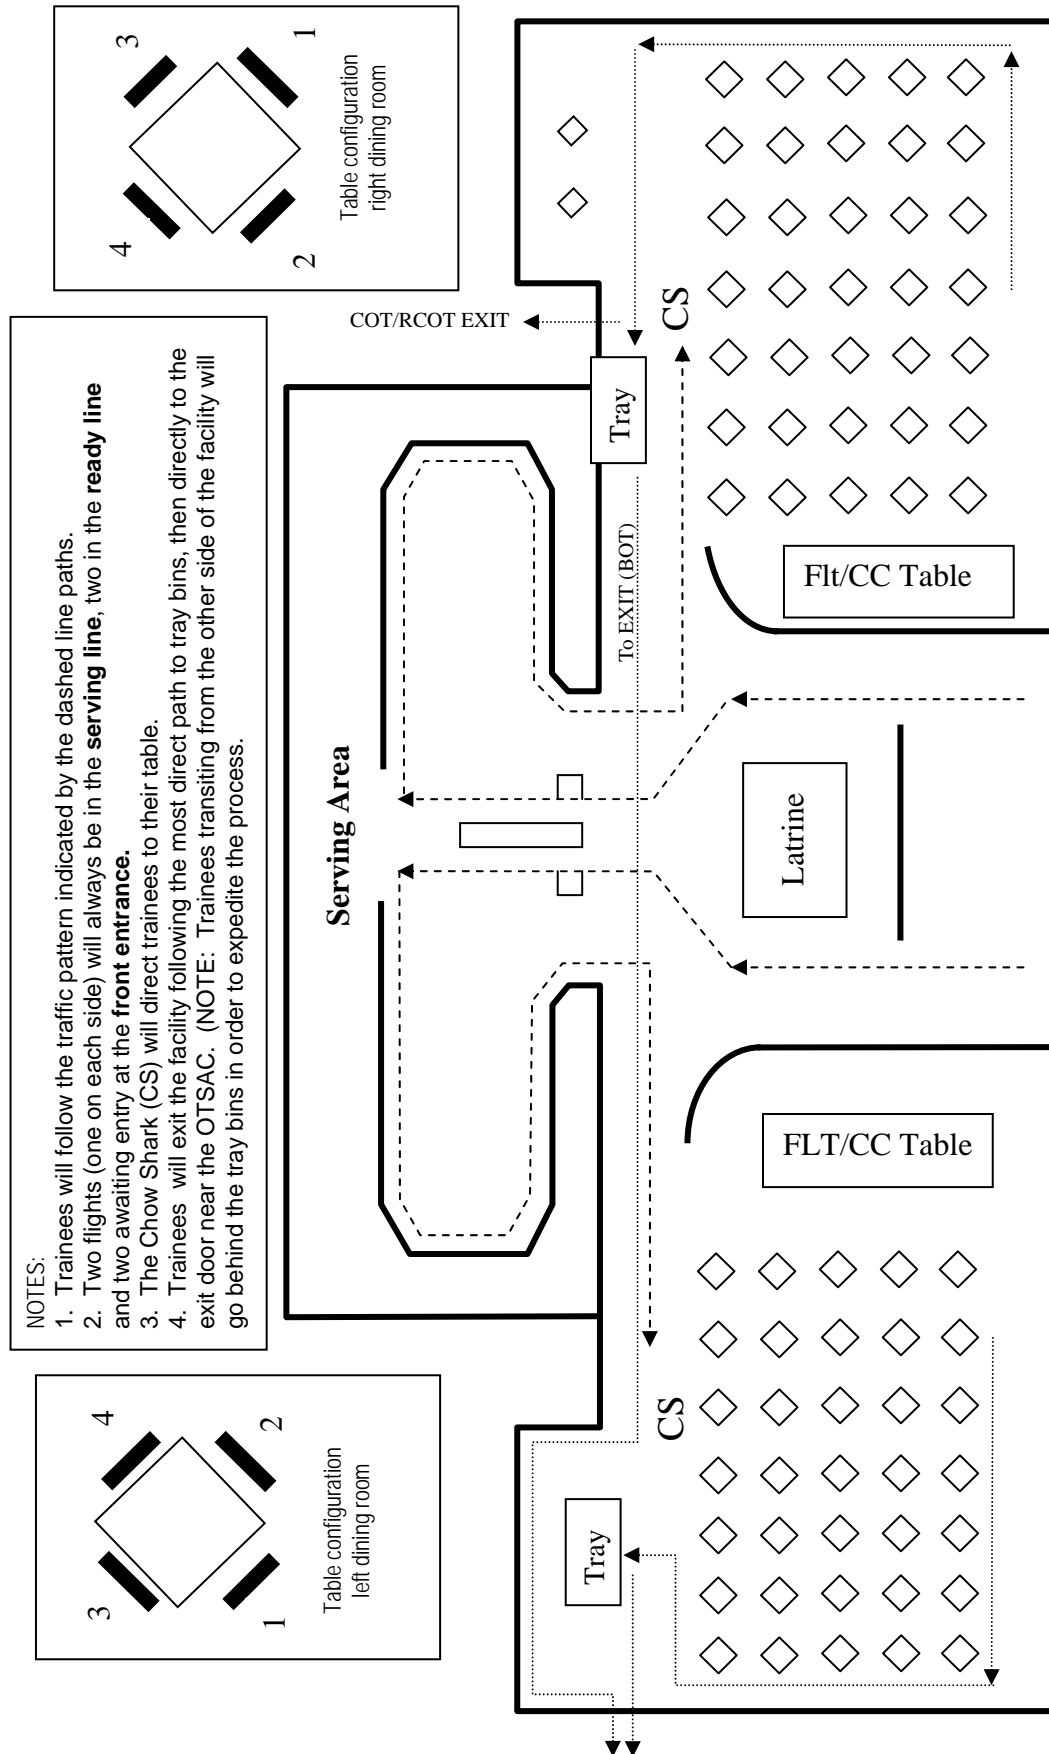 3
4
1
2
Table configuration
left dining room
NOTES:
1. Trainees will follow the traffic pattern indicated by the dashed line paths.
2. Two flights (one on each side) will always be in the serving line, two in the ready line
and two awaiting entry at the front entrance.
3. The Chow Shark (CS) will direct trainees to their table.
4. Trainees will exit the facility following the most direct path to tray bins, then directly to the
exit door near the OTSAC. (NOTE: Trainees transiting from the other side of the facility will
go behind the tray bins in order to expedite the process.
4
3
2
1
Table configuration
right dining room
Serving Area
COT/RCOT EXIT
Tray
Tray
To EXIT (BOT)
CS
CS
FLT/CC Table
Latrine
Flt/CC Table